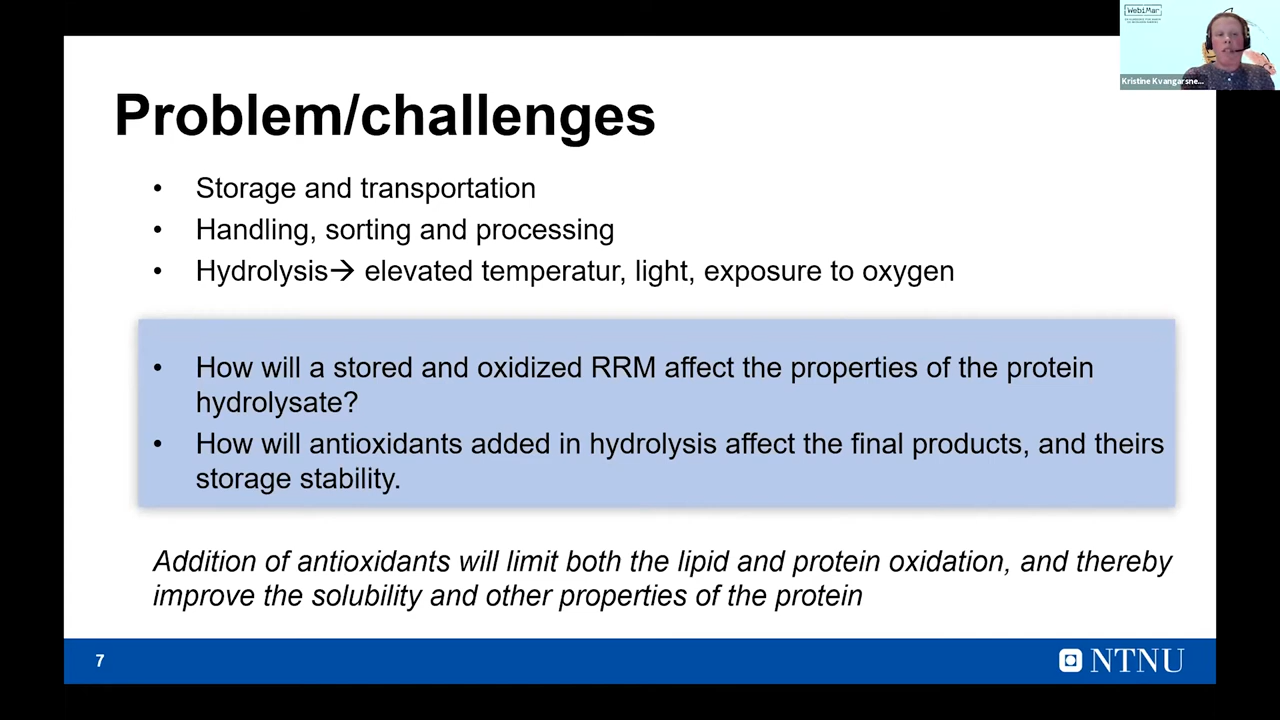 WebiMar
Kristine Kvangarsne...
Problem/challenges
• Storage and transportation
• Handling, sorting and processing
• Hydrolysis→ elevated temperatur, light, exposure to oxygen
• How will a stored and oxidized RRM affect the properties of the protein
hydrolysate?
• How will antioxidants added in hydrolysis affect the final products, and theirs
storage stability.
Addition of antioxidants will limit both the lipid and protein oxidation, and thereby
improve the solubility and other properties of the protein
7
NTNU